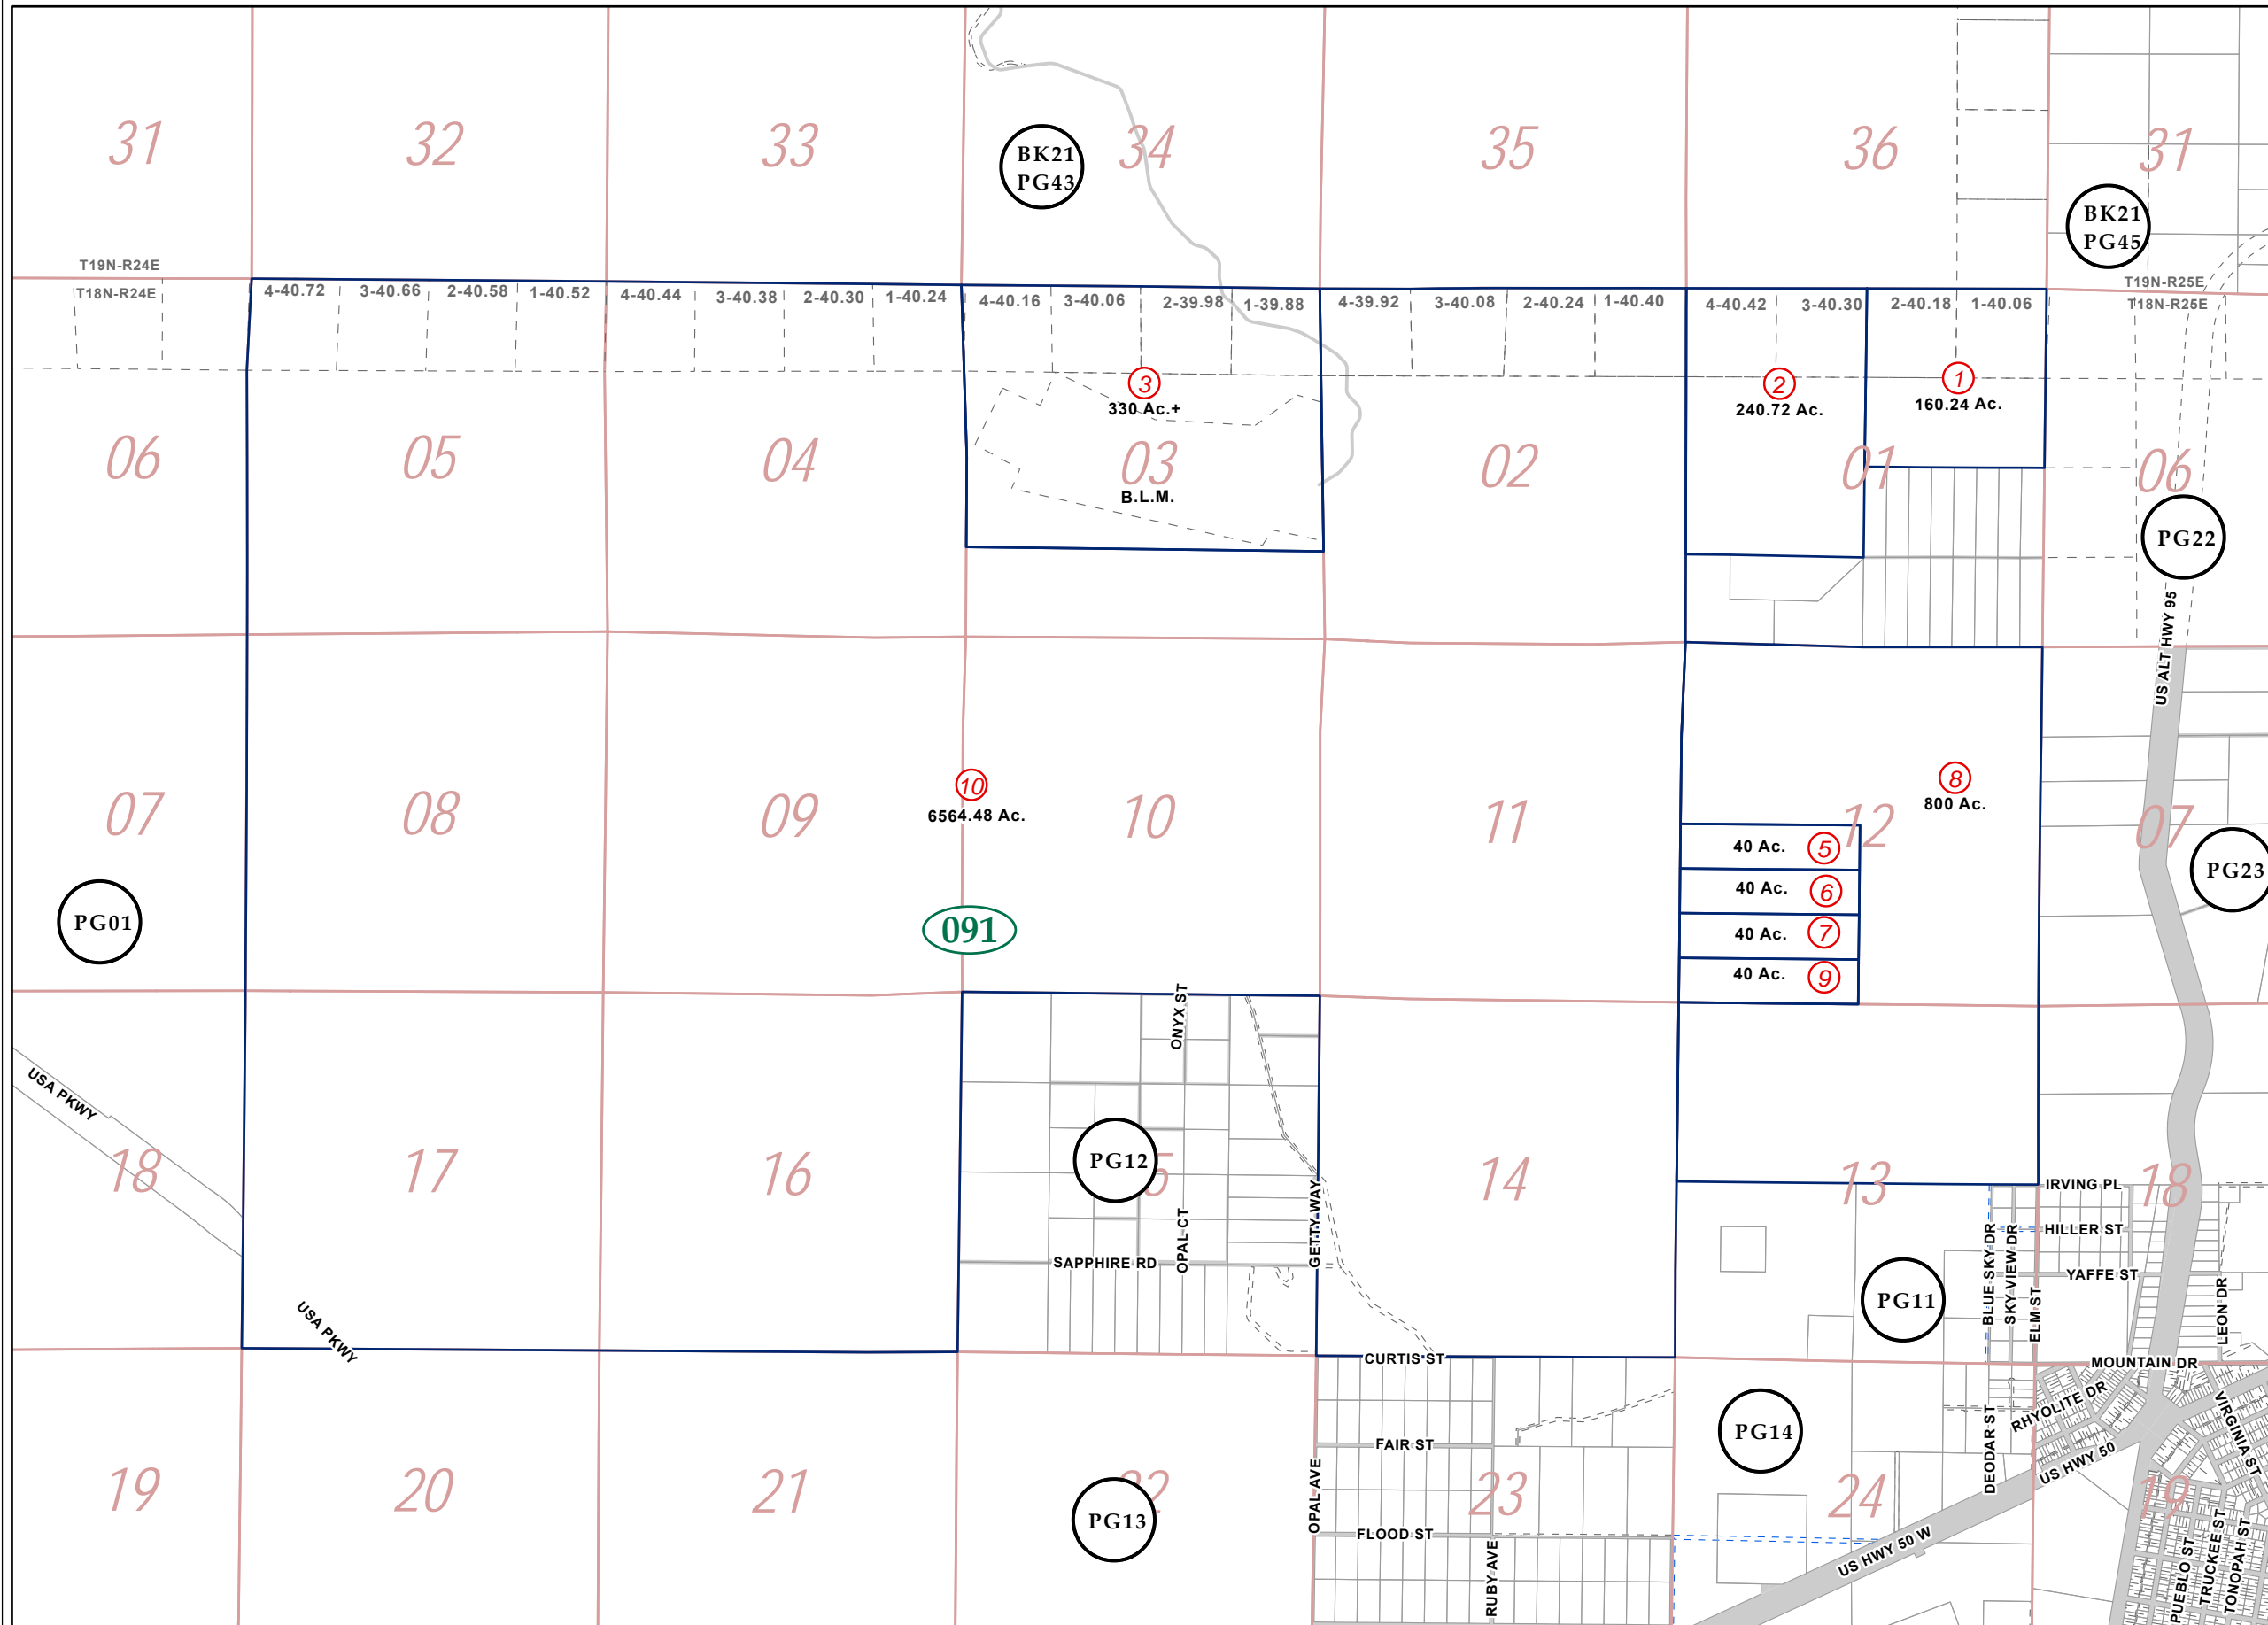 31
32
33
BK21
PG43
34
35
36
31
BK21
PG45
T19N-R24E
T18N-R24E
T19N-R25E
T18N-R25E
4-40.72
3-40.66
2-40.58
1-40.52
4-40.44
3-40.38
2-40.30
1-40.24
4-40.16
3-40.06
2-39.98
1-39.88
4-39.92
3-40.08
2-40.24
1-40.40
4-40.42
3-40.30
2-40.18
1-40.06
3
330 Ac.+
2
240.72 Ac.
1
160.24 Ac.
06
05
04
03
B.L.M.
02
01
06
PG22
US ALT HWY 95
10
6564.48 Ac.
8
800 Ac.
07
08
09
10
11
12
07
40 Ac. 5
40 Ac. 6
40 Ac. 7
40 Ac. 9
PG23
PG01
091
ONYX ST
USA PKWY
18
17
16
PG12
5
14
13
18
IRVING PL
HILLER ST
YAFFE ST
GETTY WAY
OPAL CT
SAPPHIRE RD
BLUE SKY DR
SKY VIEW DR
ELM ST
LEON DR
PG11
USA PKWY
CURTIS ST
MOUNTAIN DR
RHYOLITE DR
VIRGINIA ST
DEODAR ST
US HWY 50
PG14
FAIR ST
OPAL AVE
19
20
21
22
PG13
23
24
19
FLOOD ST
RUBY AVE
US HWY 50 W
PUEBLO ST
TRUCKEE ST
TONOPAH ST